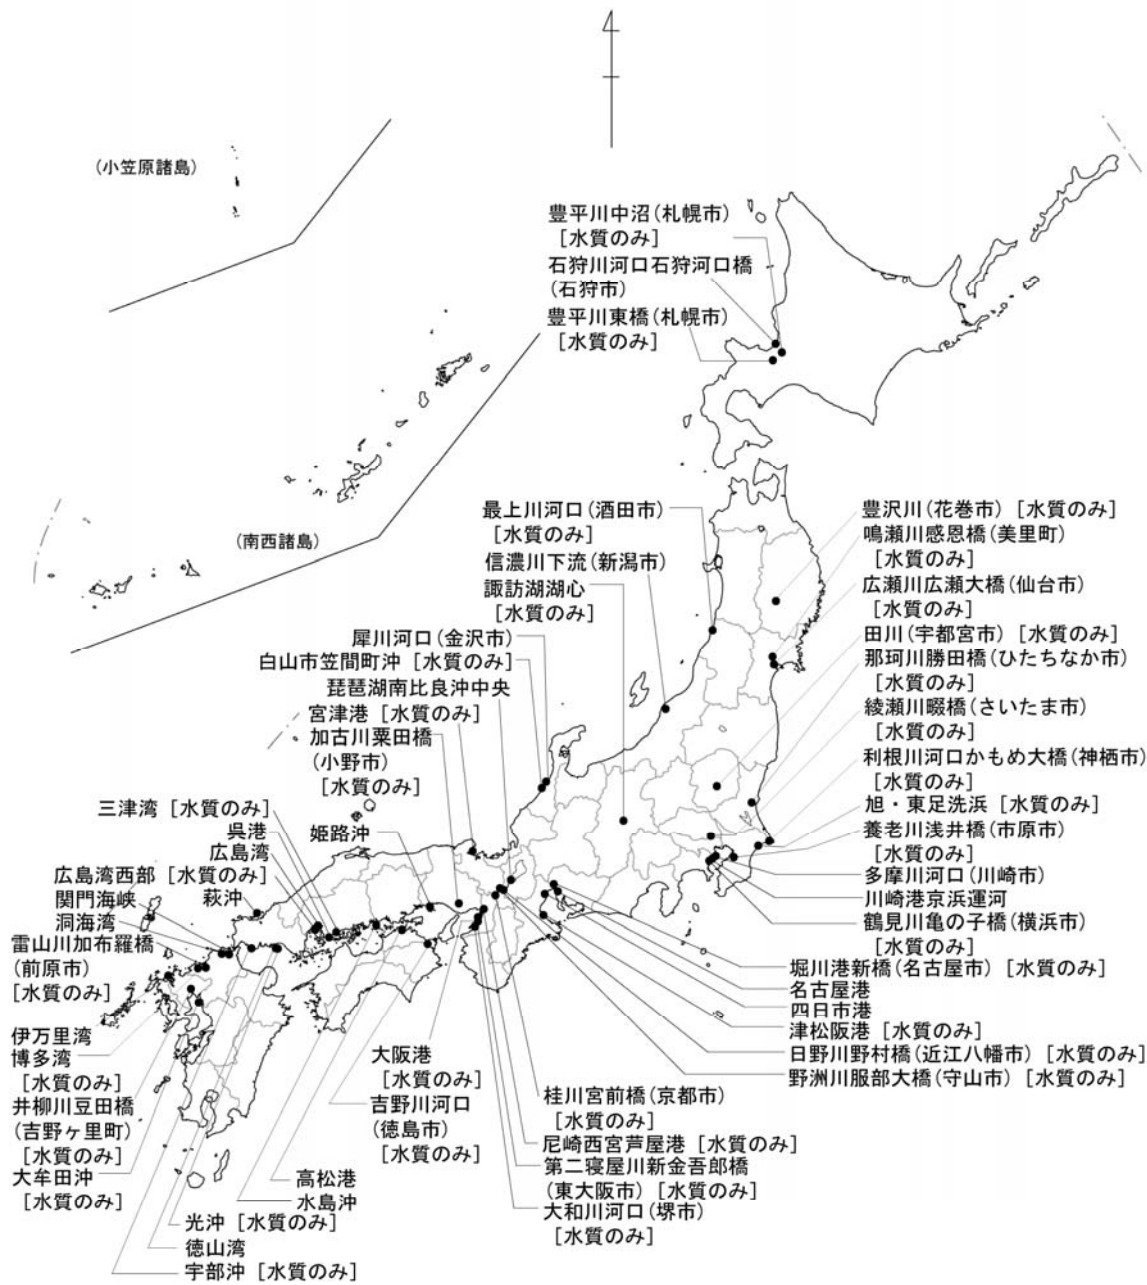 (小笠原諸島)
豊平川中沼(札幌市)
[水質のみ]
石狩川河口石狩河口橋
(石狩市)
豊平川東橋(札幌市)
[水質のみ]
(南西諸島)
最上川河口(酒田市)
[水質のみ]
信濃川下流(新潟市)
諏訪湖湖心
[水質のみ]
犀川河口(金沢市)
白山市笠間町沖 [水質のみ]
琵琶湖南比良沖中央
宮津港 [水質のみ]
加古川粟田橋
(小野市)
[水質のみ]
三津湾 [水質のみ]
呉港
姫路沖
広島湾
広島湾西部 [水質のみ]
関門海峡
萩沖
洞海湾
雷山川加布羅橋
(前原市)
[水質のみ]
伊万里湾
博多湾
[水質のみ]
井柳川豆田橋
(吉野ヶ里町)
[水質のみ]
大牟田沖
[水質のみ]
豊沢川(花巻市) [水質のみ]
鳴瀬川感恩橋(美里町)
[水質のみ]
広瀬川広瀬大橋(仙台市)
[水質のみ]
田川(宇都宮市) [水質のみ]
那珂川勝田橋(ひたちなか市)
[水質のみ]
綾瀬川畷橋(さいたま市)
[水質のみ]
利根川河口かもめ大橋(神栖市)
[水質のみ]
旭・東足洗浜 [水質のみ]
養老川浅井橋(市原市)
[水質のみ]
多摩川河口(川崎市)
川崎港京浜運河
鶴見川亀の子橋(横浜市)
[水質のみ]
堀川港新橋(名古屋市) [水質のみ]
名古屋港
四日市港
津松阪港 [水質のみ]
日野川野村橋(近江八幡市) [水質のみ]
野洲川服部大橋(守山市) [水質のみ]
大阪港
[水質のみ]
吉野川河口
(徳島市)
[水質のみ]
桂川宮前橋(京都市)
[水質のみ]
尼崎西宮芦屋港 [水質のみ]
第二寝屋川新金吾郎橋
(東大阪市) [水質のみ]
大和川河口(堺市)
[水質のみ]
高松港
水島沖
光沖 [水質のみ]
徳山湾
宇部沖 [水質のみ]